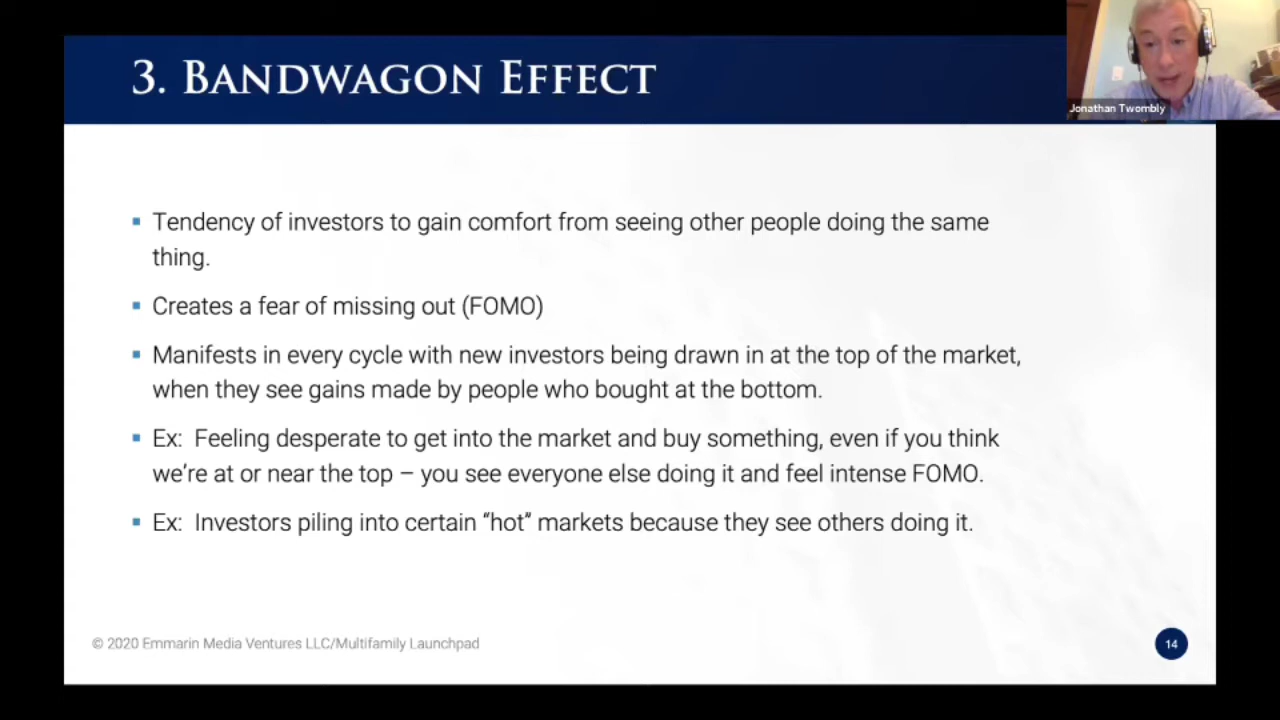 3. Bandwagon Effect
Jonathan Twombly
▪ Tendency of investors to gain comfort from seeing other people doing the same
thing.
▪ Creates a fear of missing out (FOMO)
▪ Manifests in every cycle with new investors being drawn in at the top of the market,
when they see gains made by people who bought at the bottom.
▪ Ex:  Feeling desperate to get into the market and buy something, even if you think
we’re at or near the top – you see everyone else doing it and feel intense FOMO.
▪ Ex:  Investors piling into certain “hot” markets because they see others doing it.
© 2020 Emmarin Media Ventures LLC/Multifamily Launchpad
14